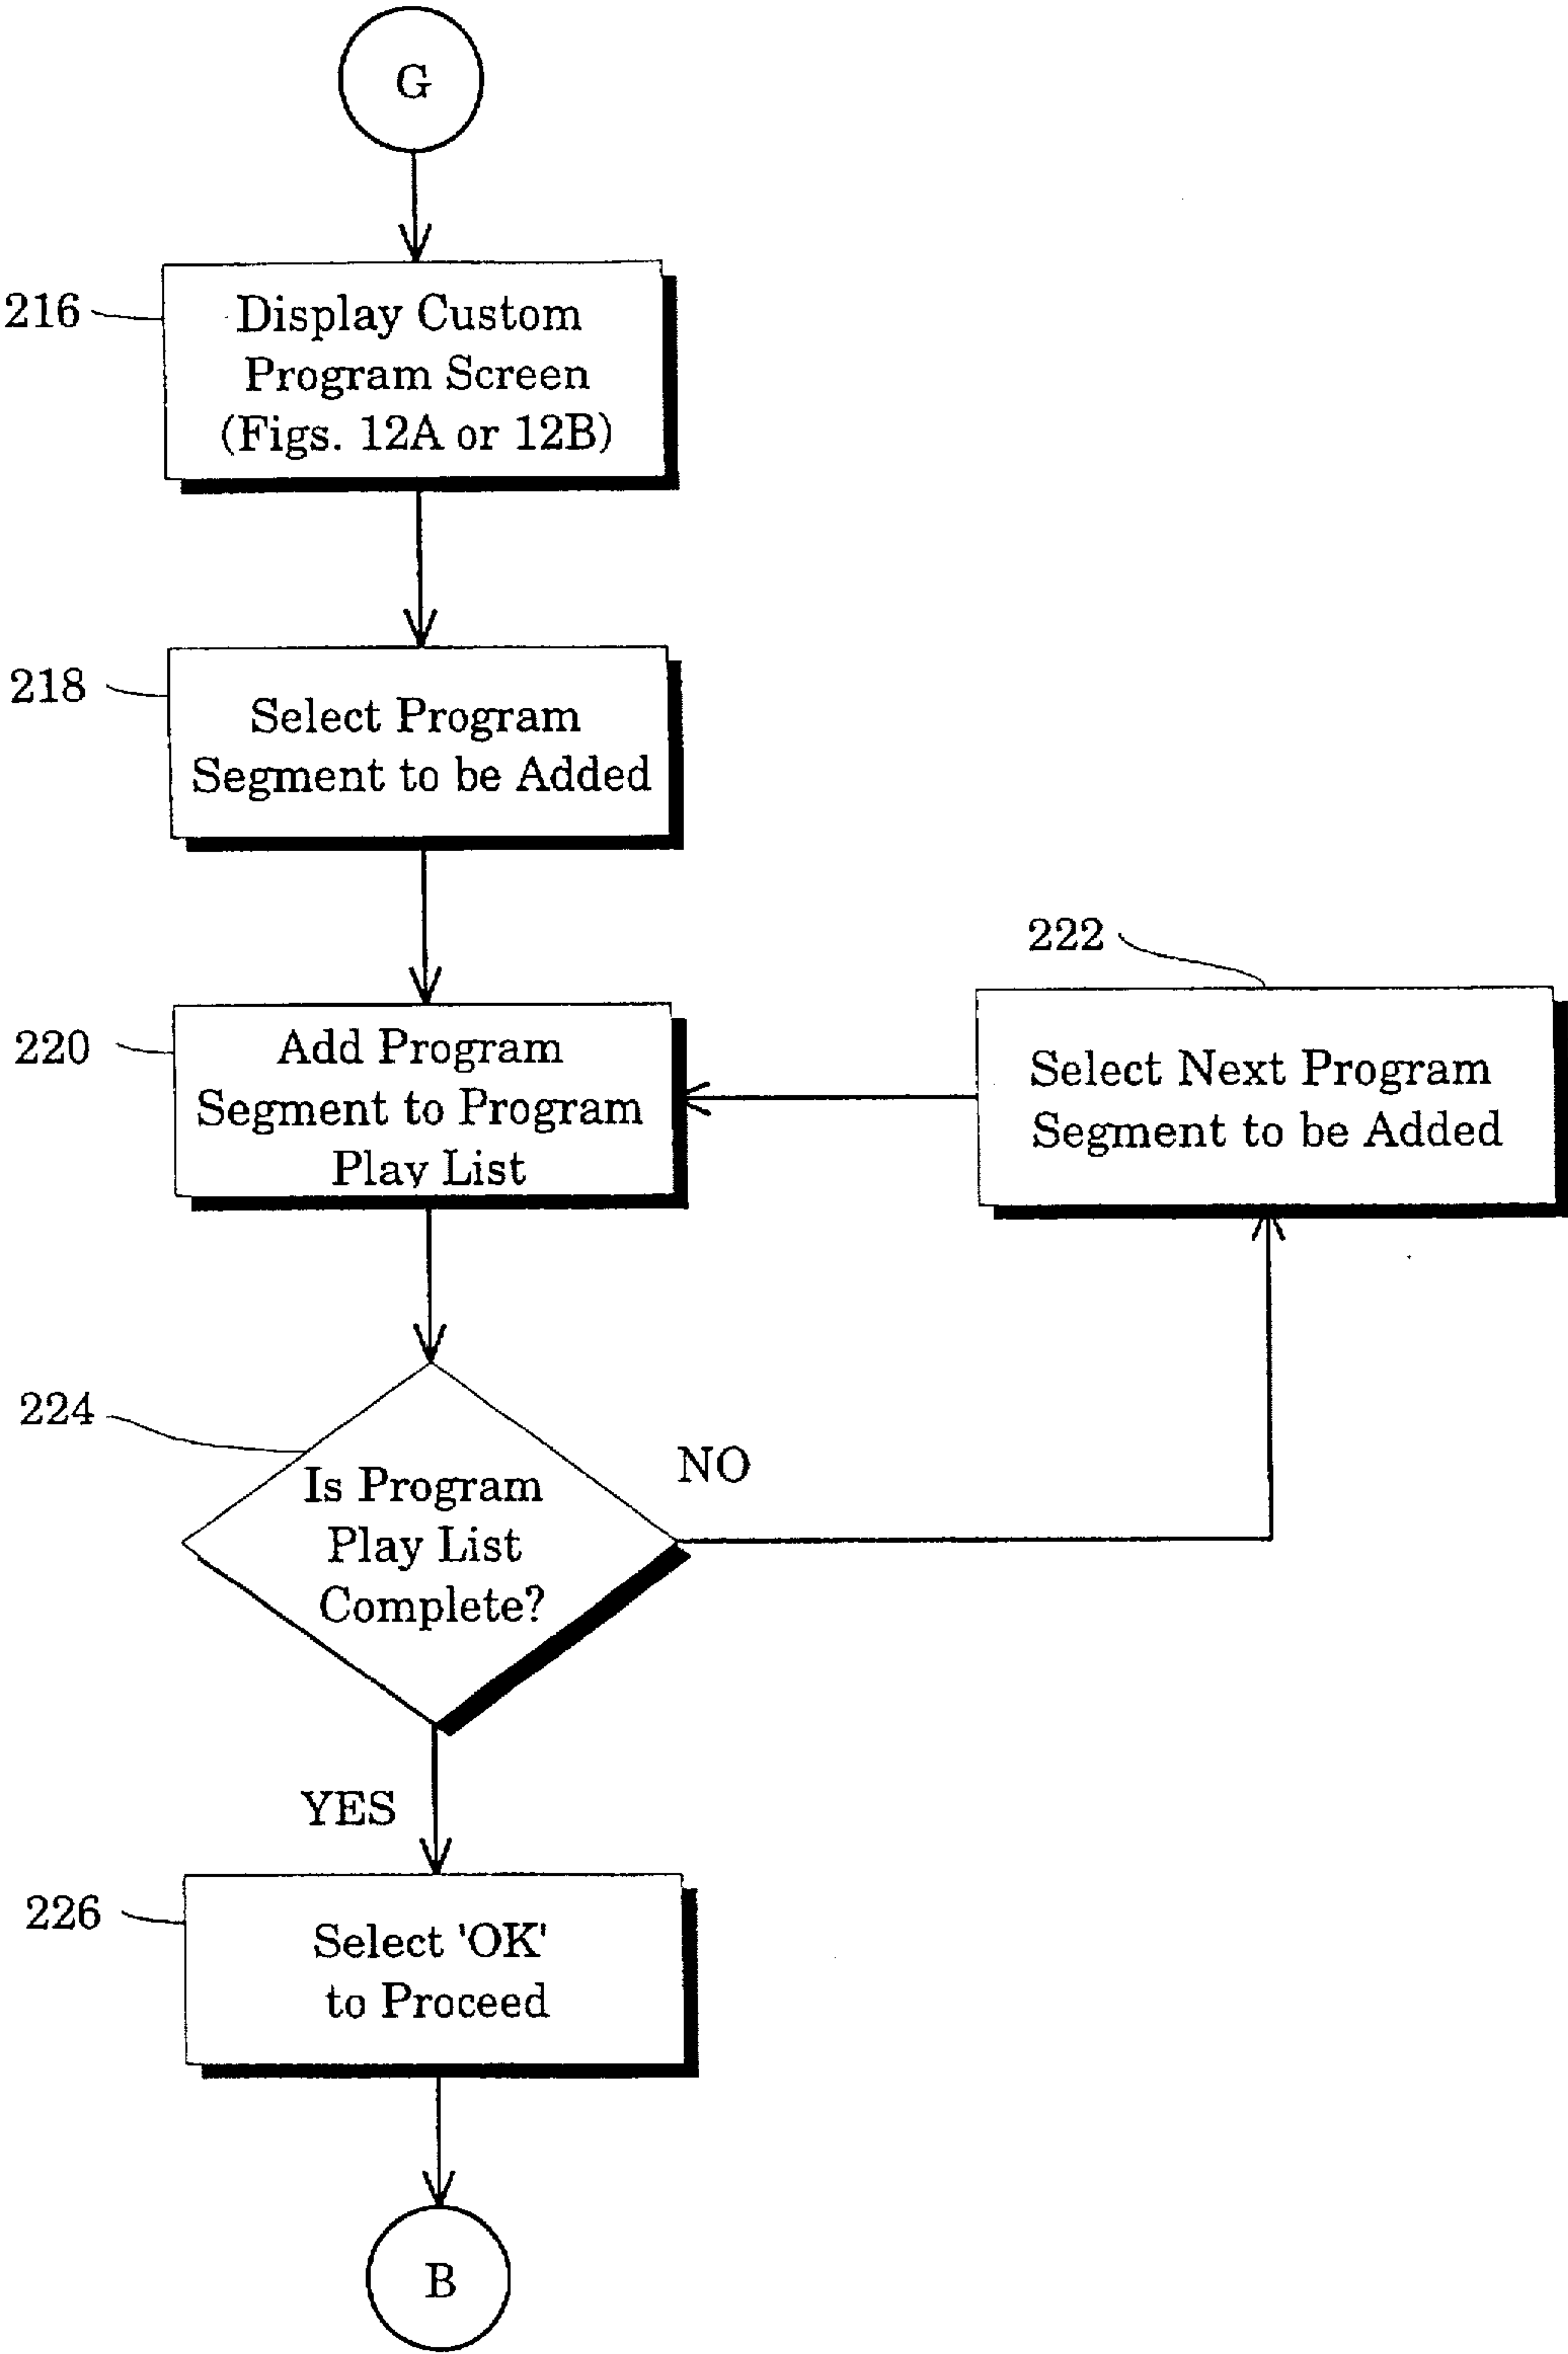 G
216
Display Custom
Program Screen
(Figs. 12A or 12B)
218
Select Program
Segment to be Added
222
220
Add Program
Segment to Program
Play List
Select Next Program
Segment to be Added
224
Is Program
Play List
Complete?
NO
YES
226
Select 'OK'
to Proceed
B